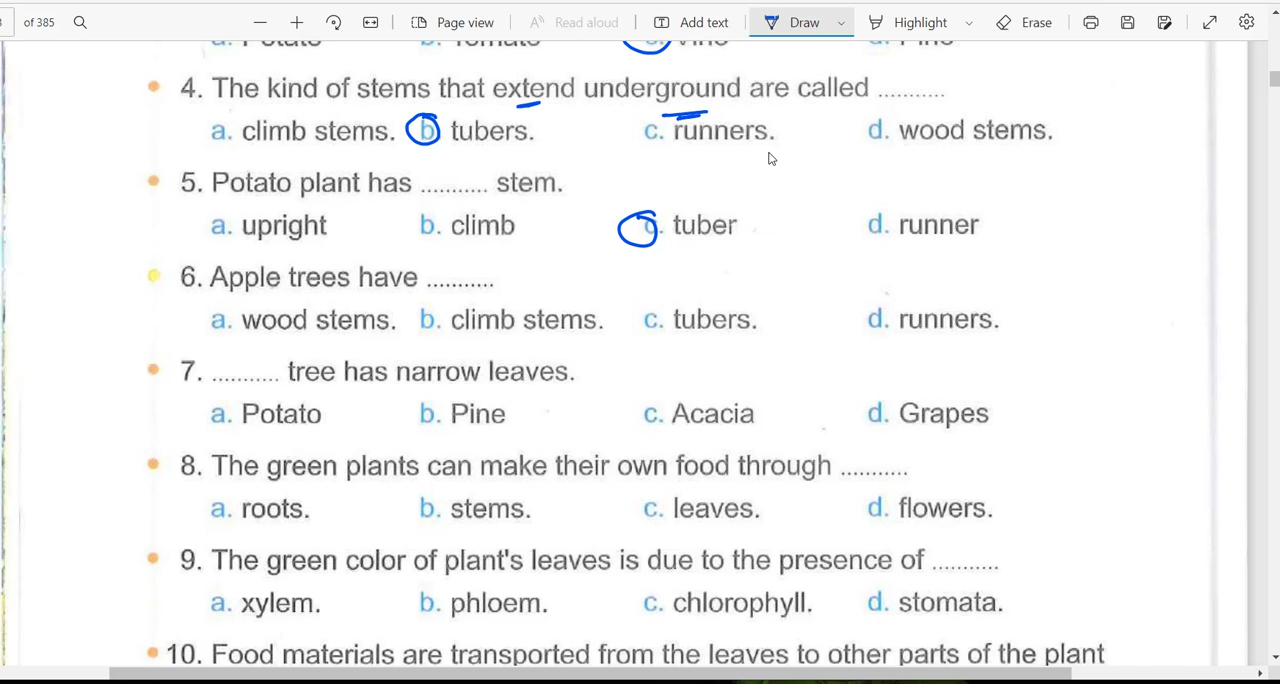 of 385 Page view Read aloud Add text Draw Highlight Erase
a. Potato b. Tomato c. Vine d. Pine
4. The kind of stems that extend underground are called ...........
a. climb stems. b tubers. c. runners. d. wood stems.
5. Potato plant has ........... stem.
a. upright b. climb c. tuber d. runner
6. Apple trees have ...........
a. wood stems. b. climb stems. c. tubers. d. runners.
7. ........... tree has narrow leaves.
a. Potato b. Pine c. Acacia d. Grapes
8. The green plants can make their own food through ...........
a. roots. b. stems. c. leaves. d. flowers.
9. The green color of plant's leaves is due to the presence of ...........
a. xylem. b. phloem. c. chlorophyll. d. stomata.
10. Food materials are transported from the leaves to other parts of the plant